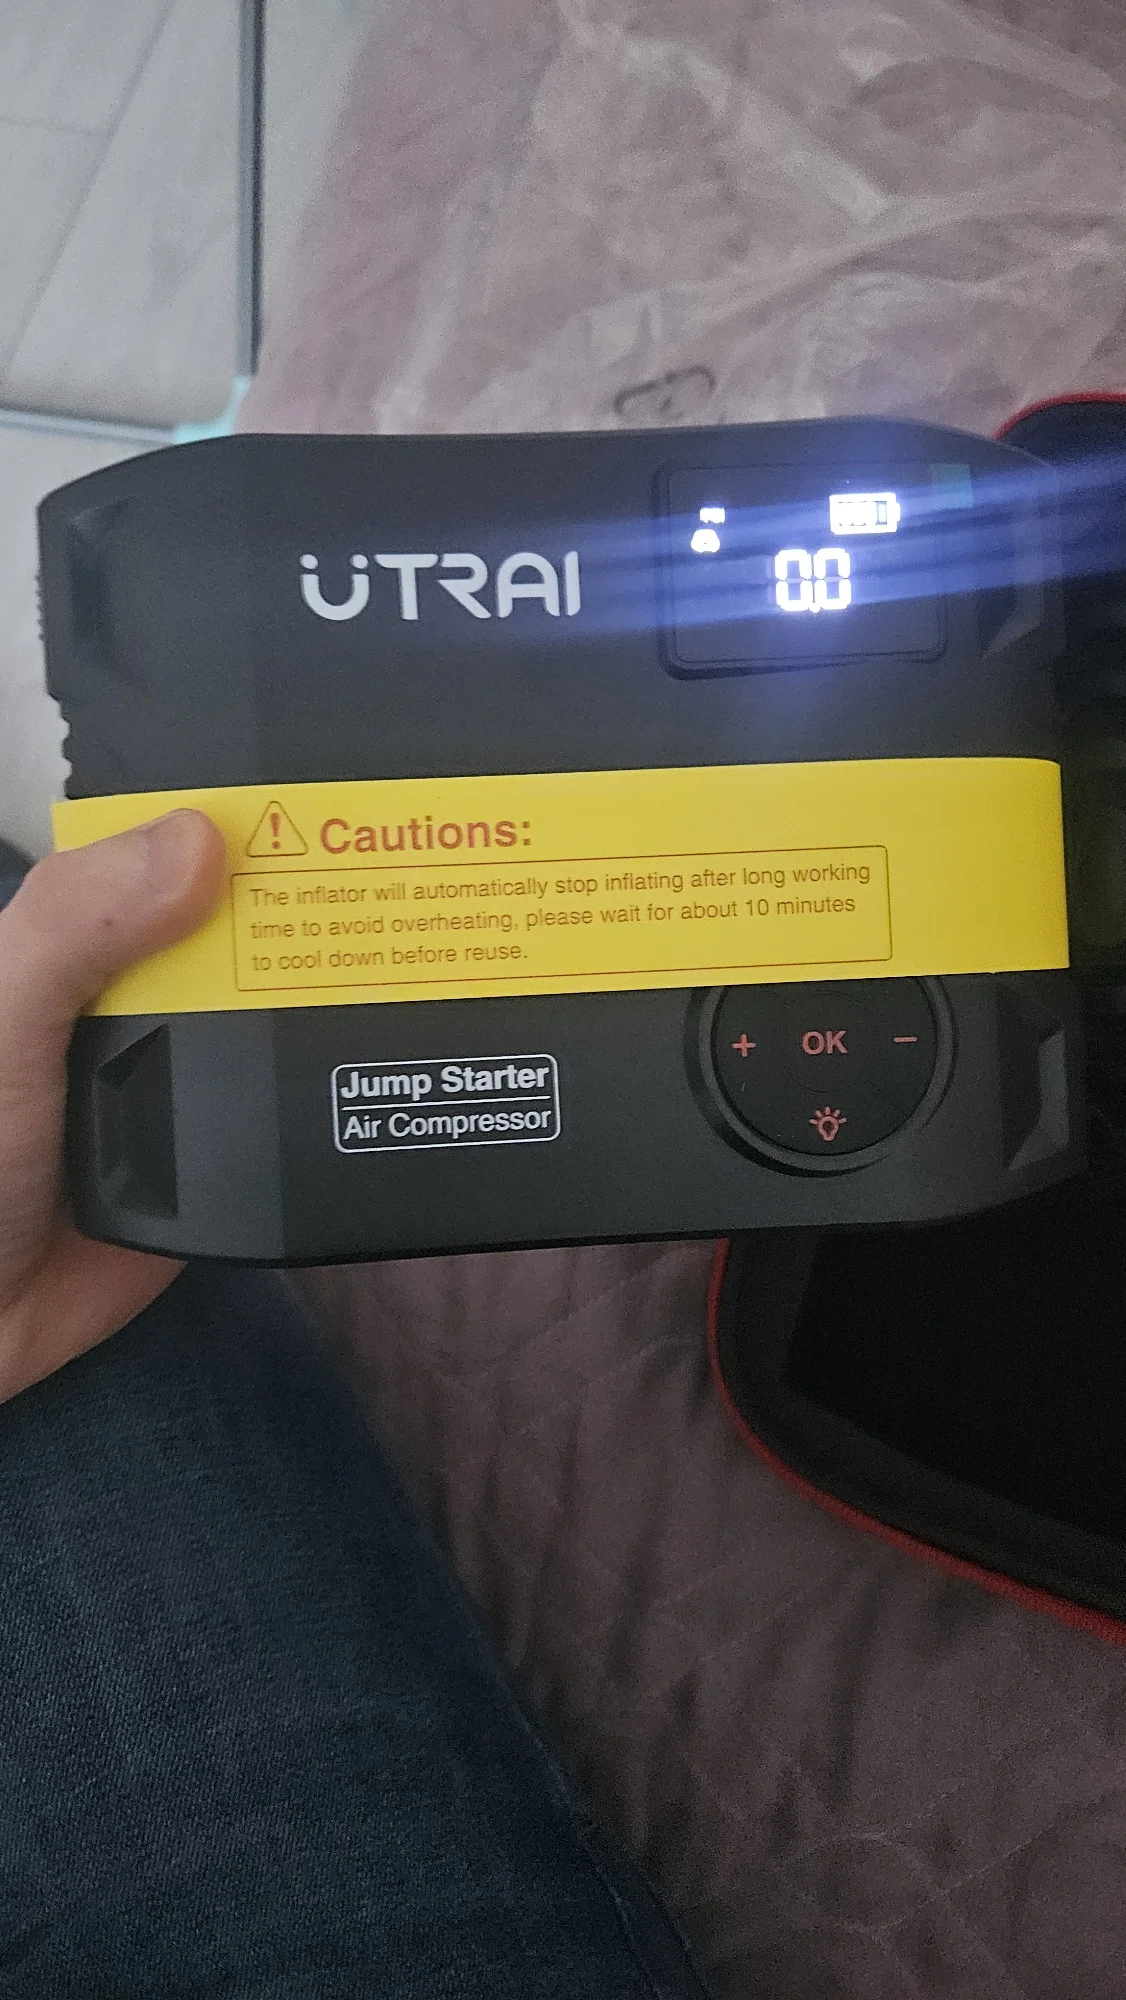 UTRAI
0.0
Cautions:
The inflator will automatically stop inflating after long working
time to avoid overheating, please wait for about 10 minutes
to cool down before reuse.
+ OK −
Jump Starter
Air Compressor